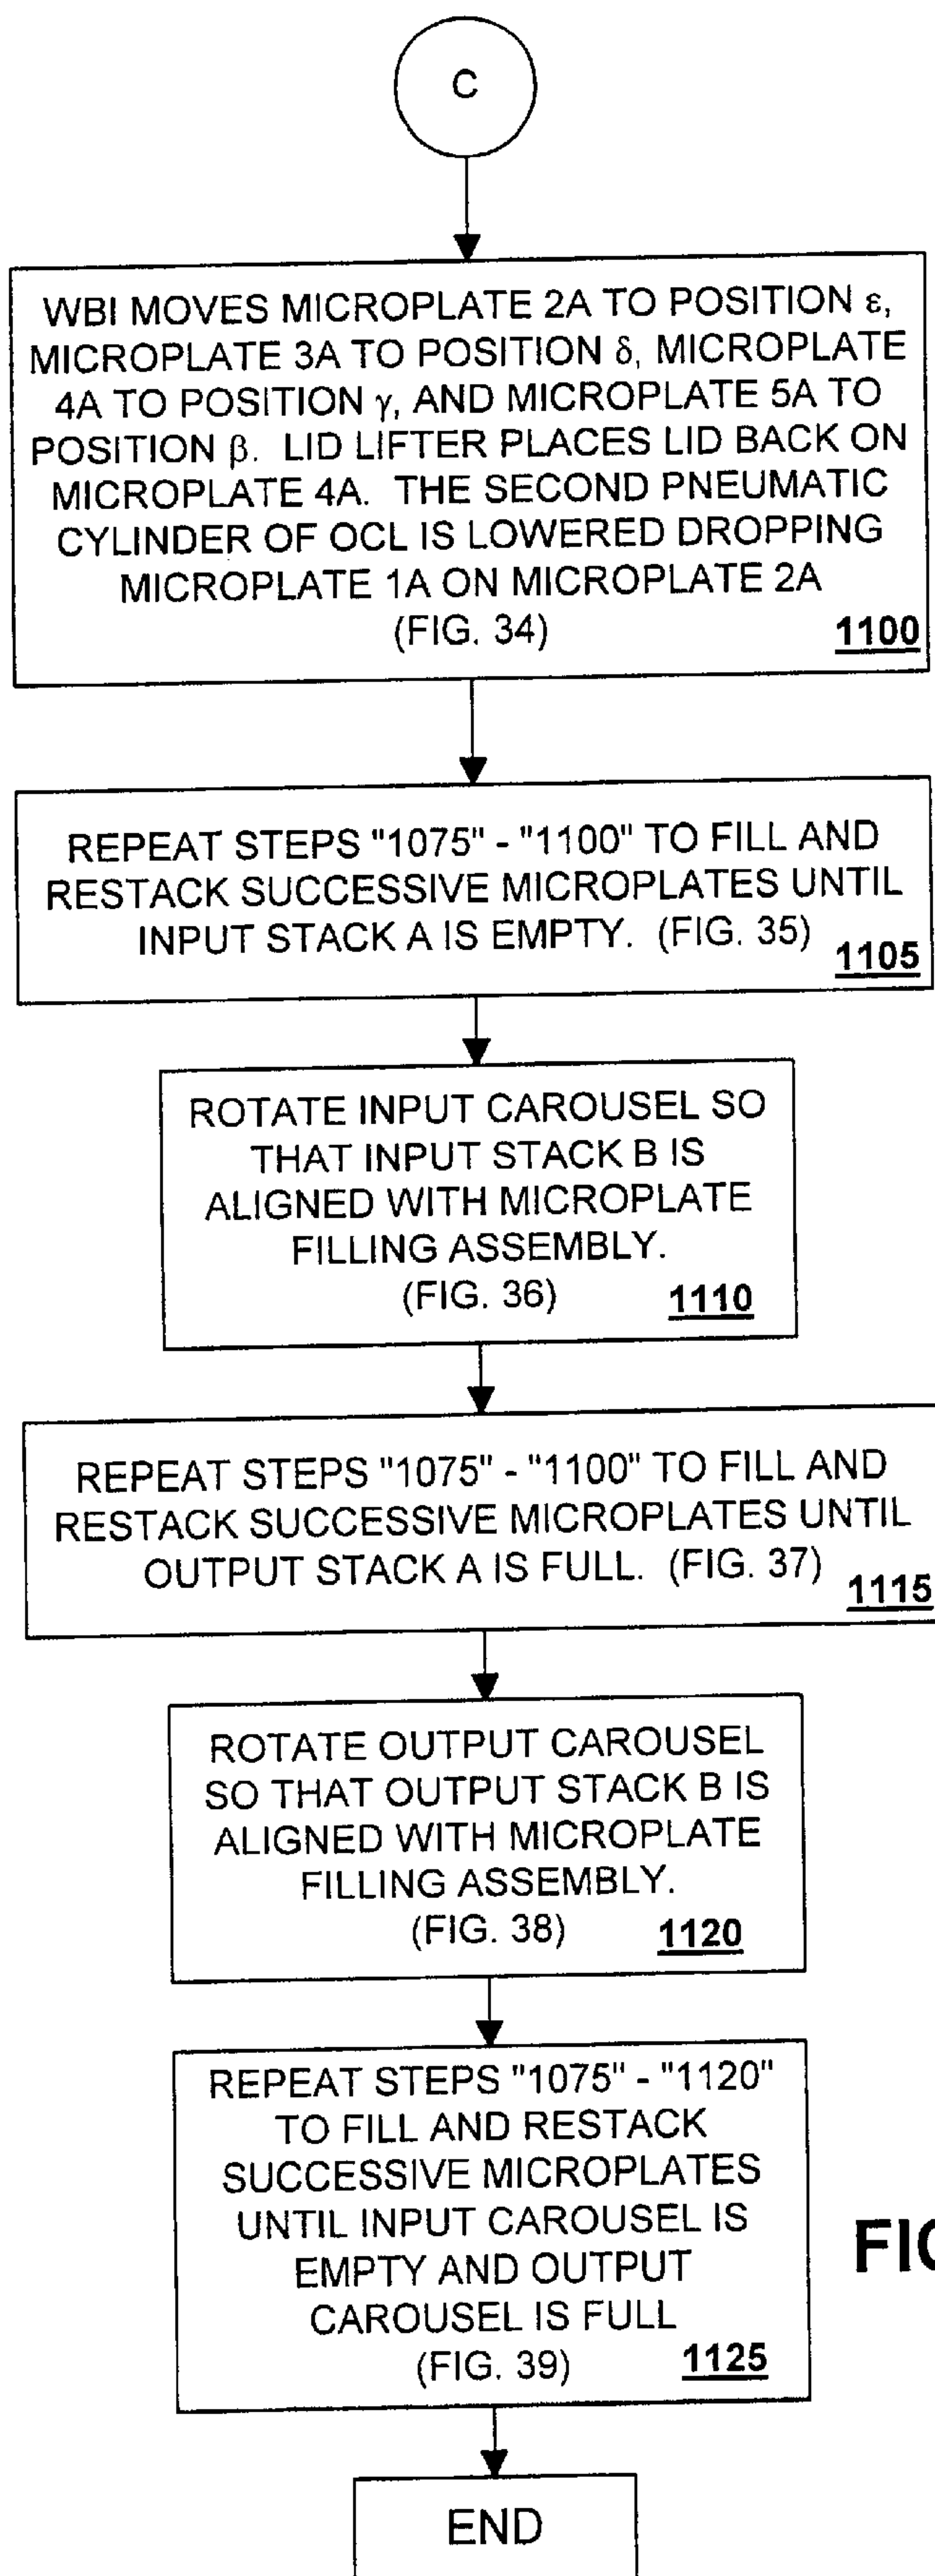 C
WBI MOVES MICROPLATE 2A TO POSITION ε,
MICROPLATE 3A TO POSITION δ, MICROPLATE
4A TO POSITION γ, AND MICROPLATE 5A TO
POSITION β. LID LIFTER PLACES LID BACK ON
MICROPLATE 4A. THE SECOND PNEUMATIC
CYLINDER OF OCL IS LOWERED DROPPING
MICROPLATE 1A ON MICROPLATE 2A
(FIG. 34) 1100
REPEAT STEPS "1075" - "1100" TO FILL AND
RESTACK SUCCESSIVE MICROPLATES UNTIL
INPUT STACK A IS EMPTY. (FIG. 35) 1105
ROTATE INPUT CAROUSEL SO
THAT INPUT STACK B IS
ALIGNED WITH MICROPLATE
FILLING ASSEMBLY.
(FIG. 36) 1110
REPEAT STEPS "1075" - "1100" TO FILL AND
RESTACK SUCCESSIVE MICROPLATES UNTIL
OUTPUT STACK A IS FULL. (FIG. 37) 1115
ROTATE OUTPUT CAROUSEL
SO THAT OUTPUT STACK B IS
ALIGNED WITH MICROPLATE
FILLING ASSEMBLY.
(FIG. 38) 1120
REPEAT STEPS "1075" - "1120"
TO FILL AND RESTACK
SUCCESSIVE MICROPLATES
UNTIL INPUT CAROUSEL IS
EMPTY AND OUTPUT
CAROUSEL IS FULL
(FIG. 39) 1125
END